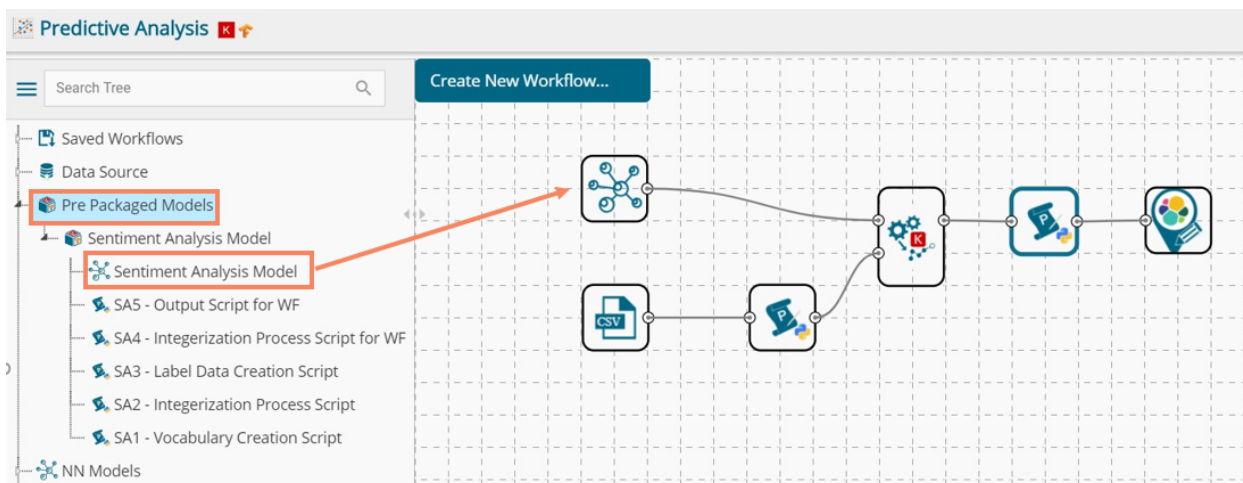 Predictive Analysis K
Search Tree
Create New Workflow...
Saved Workflows
Data Source
Pre Packaged Models
Sentiment Analysis Model
Sentiment Analysis Model
SA5 - Output Script for WF
SA4 - Integerization Process Script for WF
SA3 - Label Data Creation Script
SA2 - Integerization Process Script
SA1 - Vocabulary Creation Script
NN Models
K
P
CSV
P